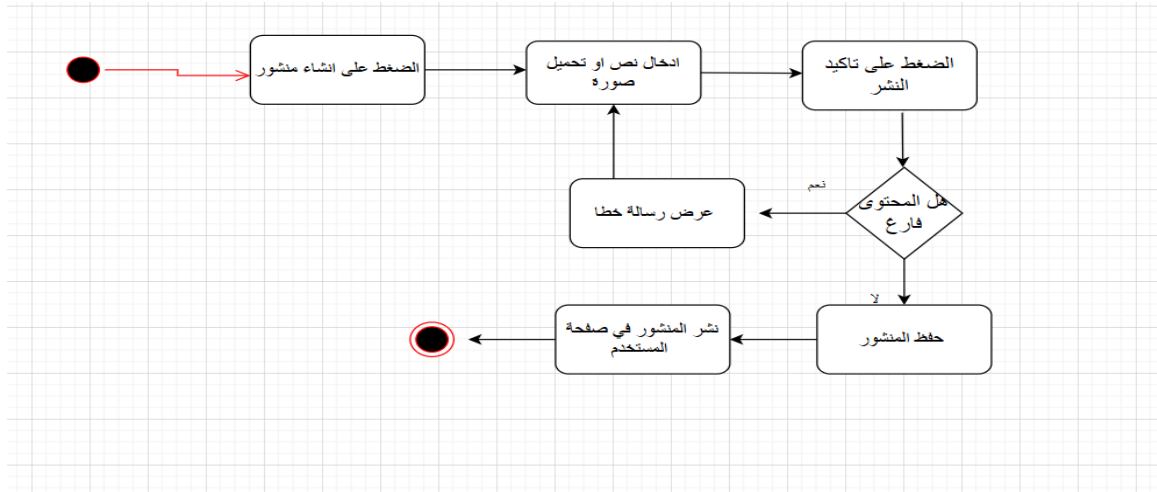 الضغط على انشاء منشور
ادخال نص او تحميل
صورة
الضغط على تاكيد
النشر
هل المحتوى
فارغ
نعم
عرض رسالة خطا
لا
حفظ المنشور
نشر المنشور في صفحة
المستخدم